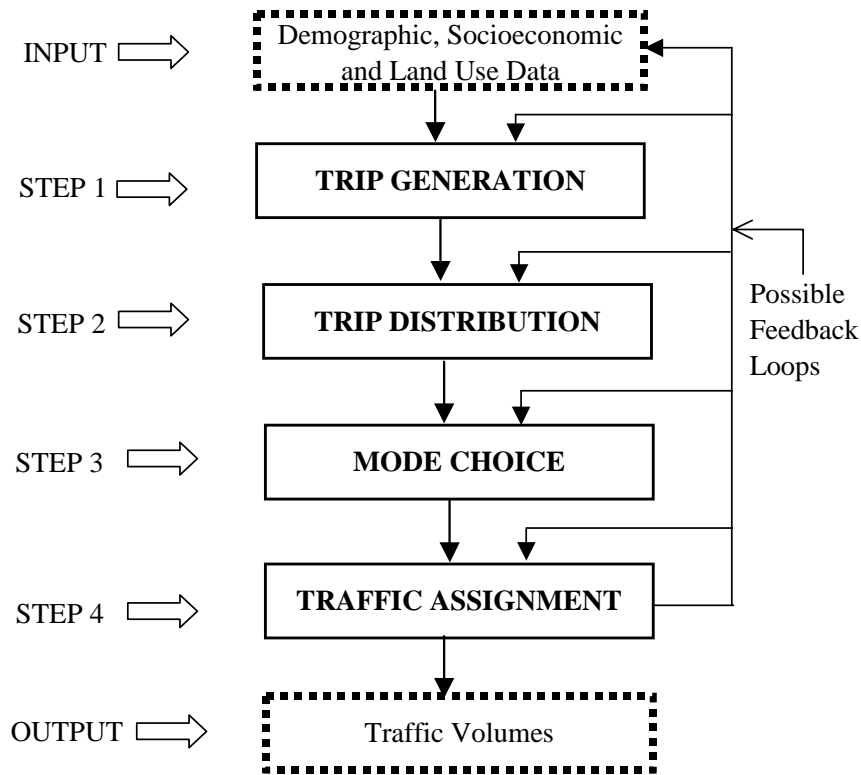 INPUT
Demographic, Socioeconomic
and Land Use Data
STEP 1
TRIP GENERATION
STEP 2
TRIP DISTRIBUTION
Possible
Feedback
Loops
STEP 3
MODE CHOICE
STEP 4
TRAFFIC ASSIGNMENT
OUTPUT
Traffic Volumes